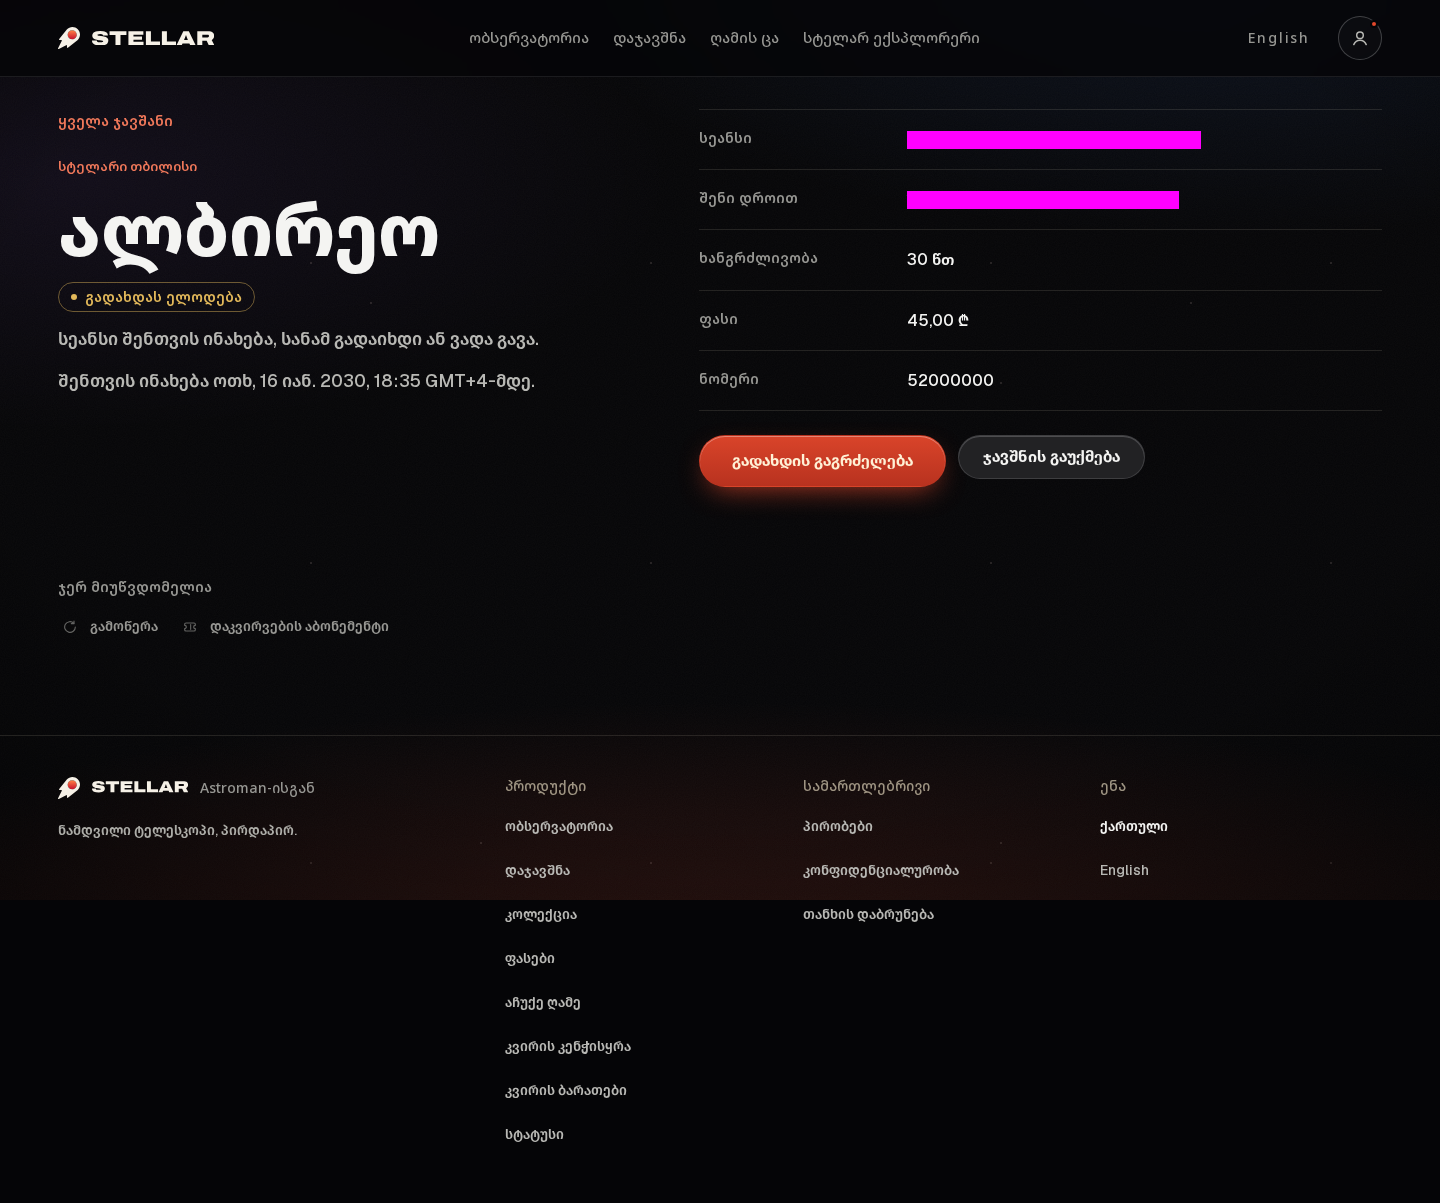 STELLAR
ობსერვატორია დაჯავშნა ღამის ცა სტელარ ექსპლორერი
English
ყველა ჯავშანი
სტელარი თბილისი
ალბირეო
გადახდას ელოდება
სეანსი შენთვის ინახება, სანამ გადაიხდი ან ვადა გავა.
შენთვის ინახება ოთხ, 16 იან. 2030, 18:35 GMT+4-მდე.
სეანსი
შენი დროით
ხანგრძლივობა 30 წთ
ფასი 45,00 ₾
ნომერი 52000000
გადახდის გაგრძელება ჯავშნის გაუქმება
ჯერ მიუწვდომელია
გამოწერა დაკვირვების აბონემენტი
STELLAR Astroman-ისგან
ნამდვილი ტელესკოპი, პირდაპირ.
პროდუქტი
ობსერვატორია
დაჯავშნა
კოლექცია
ფასები
აჩუქე ღამე
კვირის კენჭისყრა
კვირის ბარათები
სტატუსი
სამართლებრივი
პირობები
კონფიდენციალურობა
თანხის დაბრუნება
ენა
ქართული
English